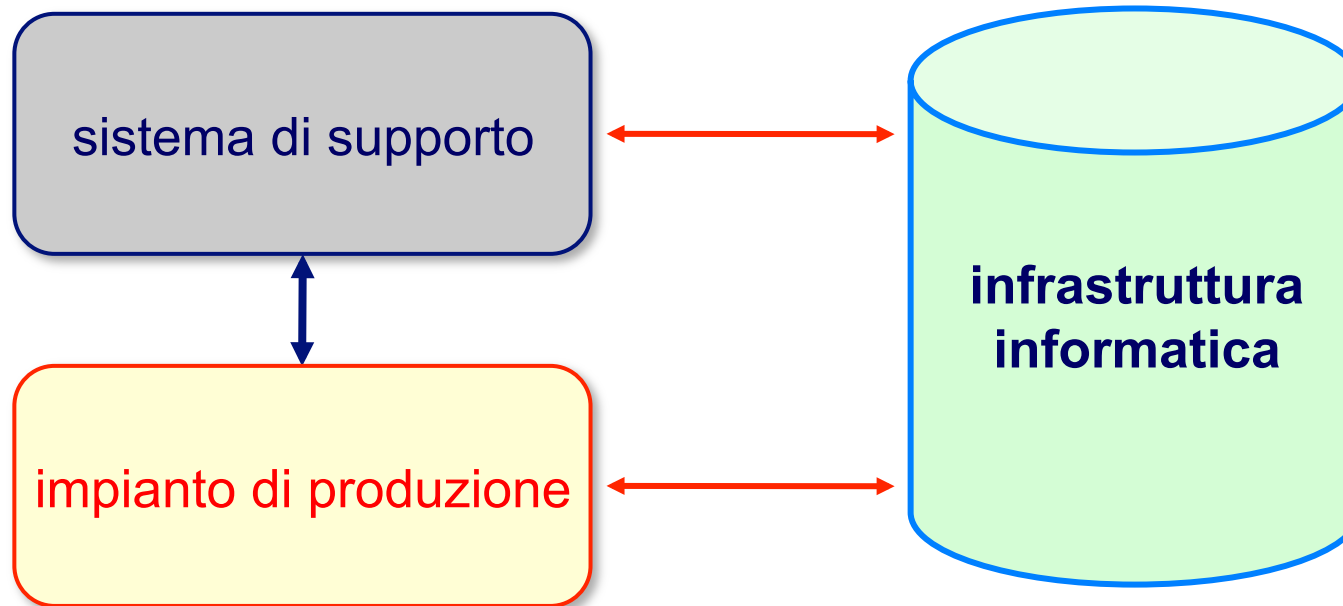 sistema di supporto
infrastruttura
informatica
impianto di produzione